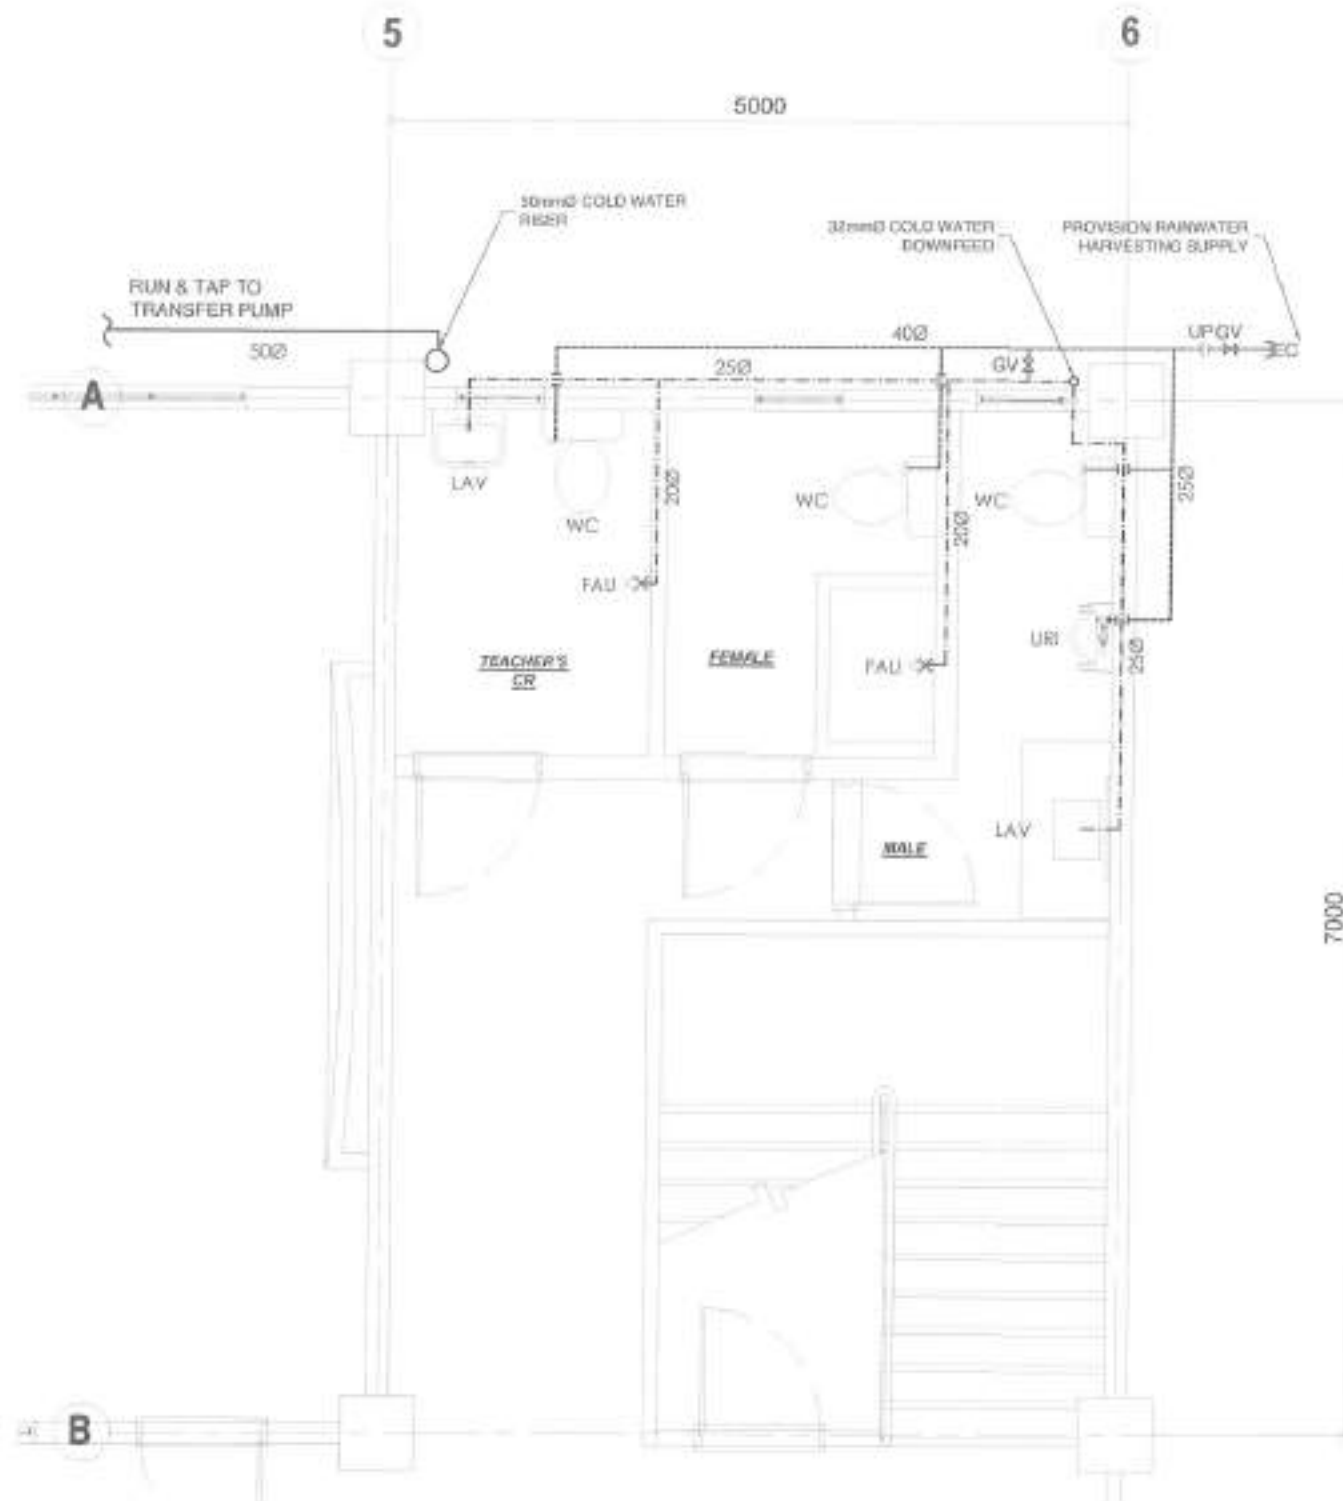 5
6
5000
50mmØ COLD WATER
RISER
32mmØ COLD WATER
DOWNFEED
PROVISION RAINWATER
HARVESTING SUPPLY
RUN & TAP TO
TRANSFER PUMP
50Ø
40Ø
UP GV
EC
25Ø
GV
A
LAV
WC
20Ø
WC
20Ø
WC
25Ø
FAU
URI
25Ø
TEACHER'S
CR
FEMALE
FAU
LAV
MALE
7000
B